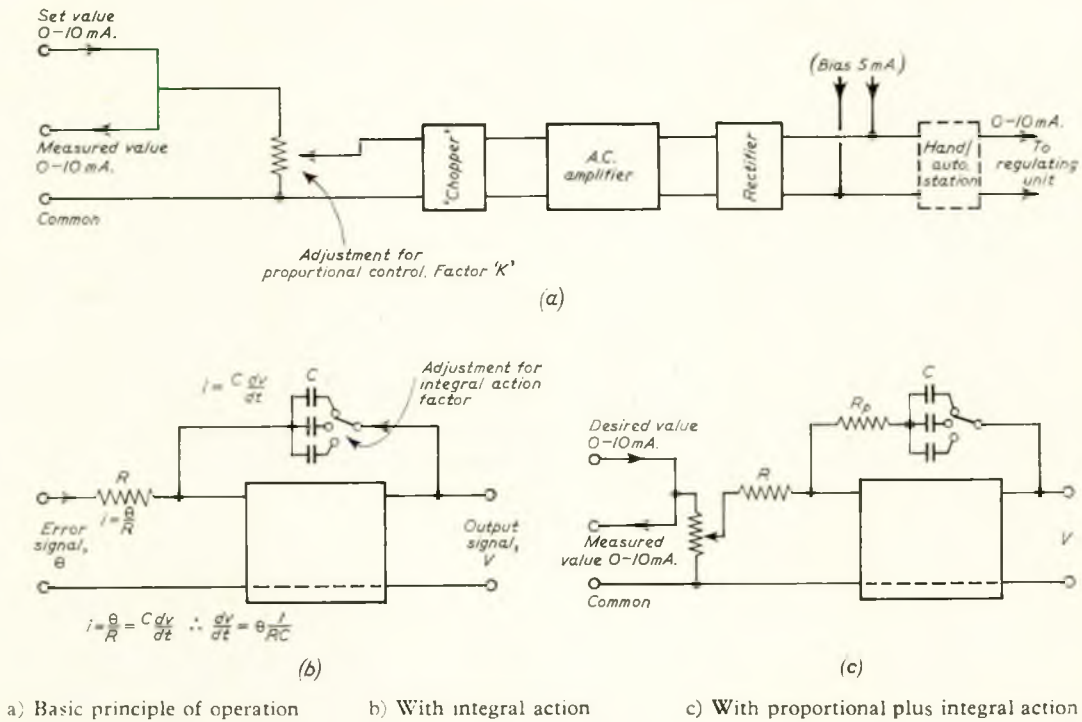 Set value
0-10 mA.
Measured value
0-10 mA.
Common
Adjustment for
proportional control. Factor 'K'
'Chopper'
A.C.
amplifier
Rectifier
(Bias 5 mA.)
Hand/
auto
station
0-10 mA.
To
regulating
unit
(a)
i = C dv/dt
C
Adjustment for
integral action
factor
R
i = θ/R
Error
signal,
θ
Output
signal,
V
i = θ/R = C dv/dt ∴ dv/dt = θ 1/RC
(b)
Desired value
0-10 mA.
Measured
value 0-10 mA.
Common
R
Rp
C
V
(c)
a) Basic principle of operation b) With integral action c) With proportional plus integral action